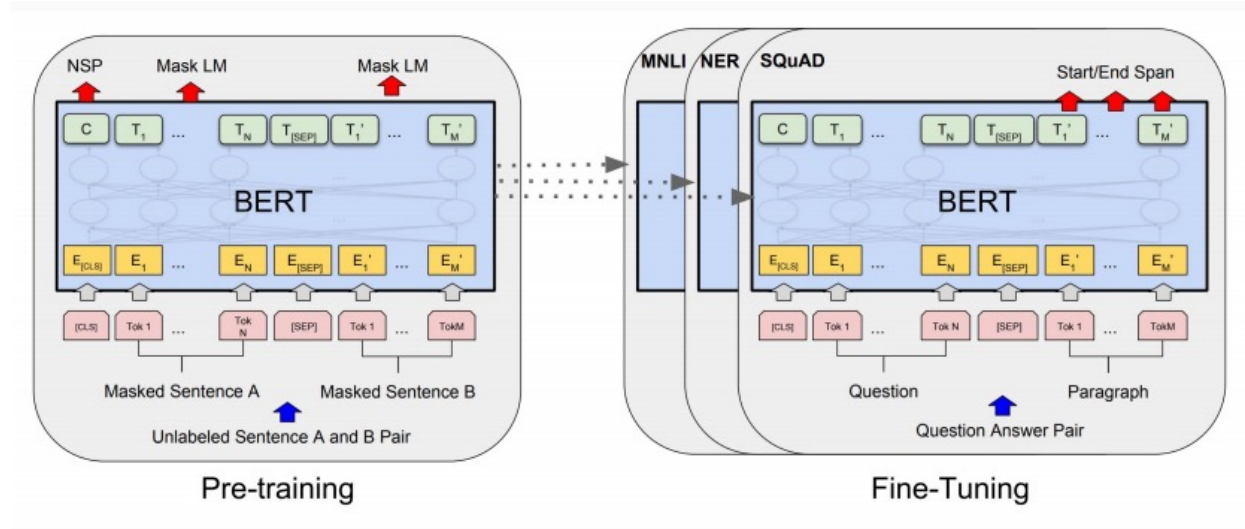 NSP Mask LM Mask LM
C T1 ... TN T[SEP] T1' ... TM'
BERT
E[CLS] E1 ... EN E[SEP] E1' ... EM'
[CLS] Tok 1 ... Tok N [SEP] Tok 1 ... TokM
Masked Sentence A Masked Sentence B
Unlabeled Sentence A and B Pair
Pre-training
MNLI NER SQuAD
Start/End Span
C T1 ... TN T[SEP] T1' ... TM'
BERT
E[CLS] E1 ... EN E[SEP] E1' ... EM'
[CLS] Tok 1 ... Tok N [SEP] Tok 1 ... TokM
Question Paragraph
Question Answer Pair
Fine-Tuning